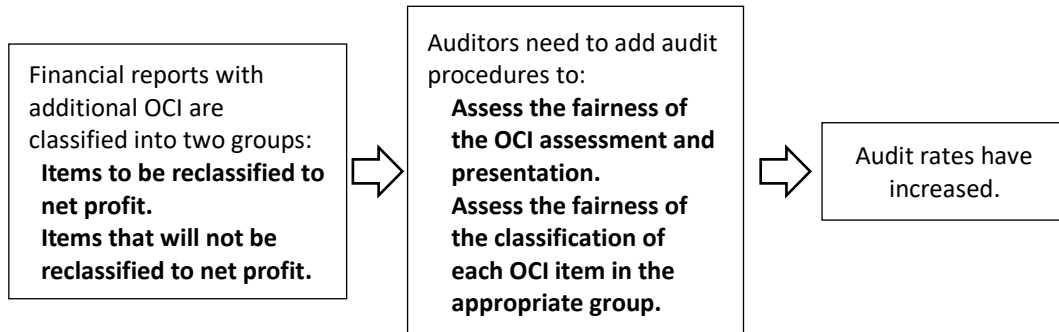 Financial reports with
additional OCI are
classified into two groups:
Items to be reclassified to
net profit.
Items that will not be
reclassified to net profit.
Auditors need to add audit
procedures to:
Assess the fairness of
the OCI assessment and
presentation.
Assess the fairness of
the classification of
each OCI item in the
appropriate group.
Audit rates have
increased.